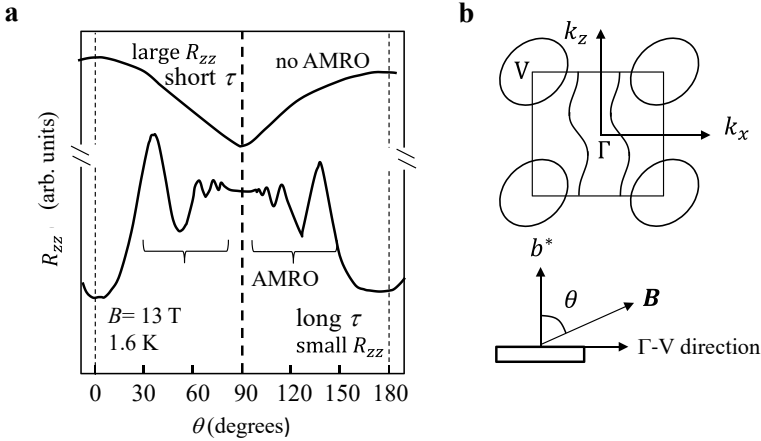 a
large R_zz
short τ
no AMRO
R_zz (arb. units)
AMRO
B= 13 T
1.6 K
long τ
small R_zz
0 30 60 90 120 150 180
θ (degrees)
b
k_z
V
k_x
Γ
b*
θ
B
Γ-V direction